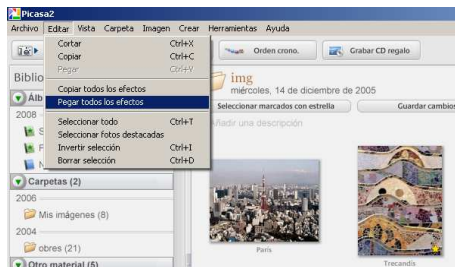 Picasa2
Archivo Editar Vista Carpeta Imagen Crear Herramientas Ayuda
Cortar Ctrl+X
Copiar Ctrl+C
Pegar Ctrl+V
Copiar todos los efectos
Pegar todos los efectos
Seleccionar todo Ctrl+T
Seleccionar fotos destacadas
Invertir selección Ctrl+I
Borrar selección Ctrl+D
Orden crono. Grabar CD regalo
Biblio
img
miércoles, 14 de diciembre de 2005
Álb
Seleccionar marcados con estrella Guardar cambios
2008
Añadir una descripción
S
F
N
Carpetas (2)
2006
Mis imágenes (8)
2004
obres (21)
Otro material (5)
París
Trecandís